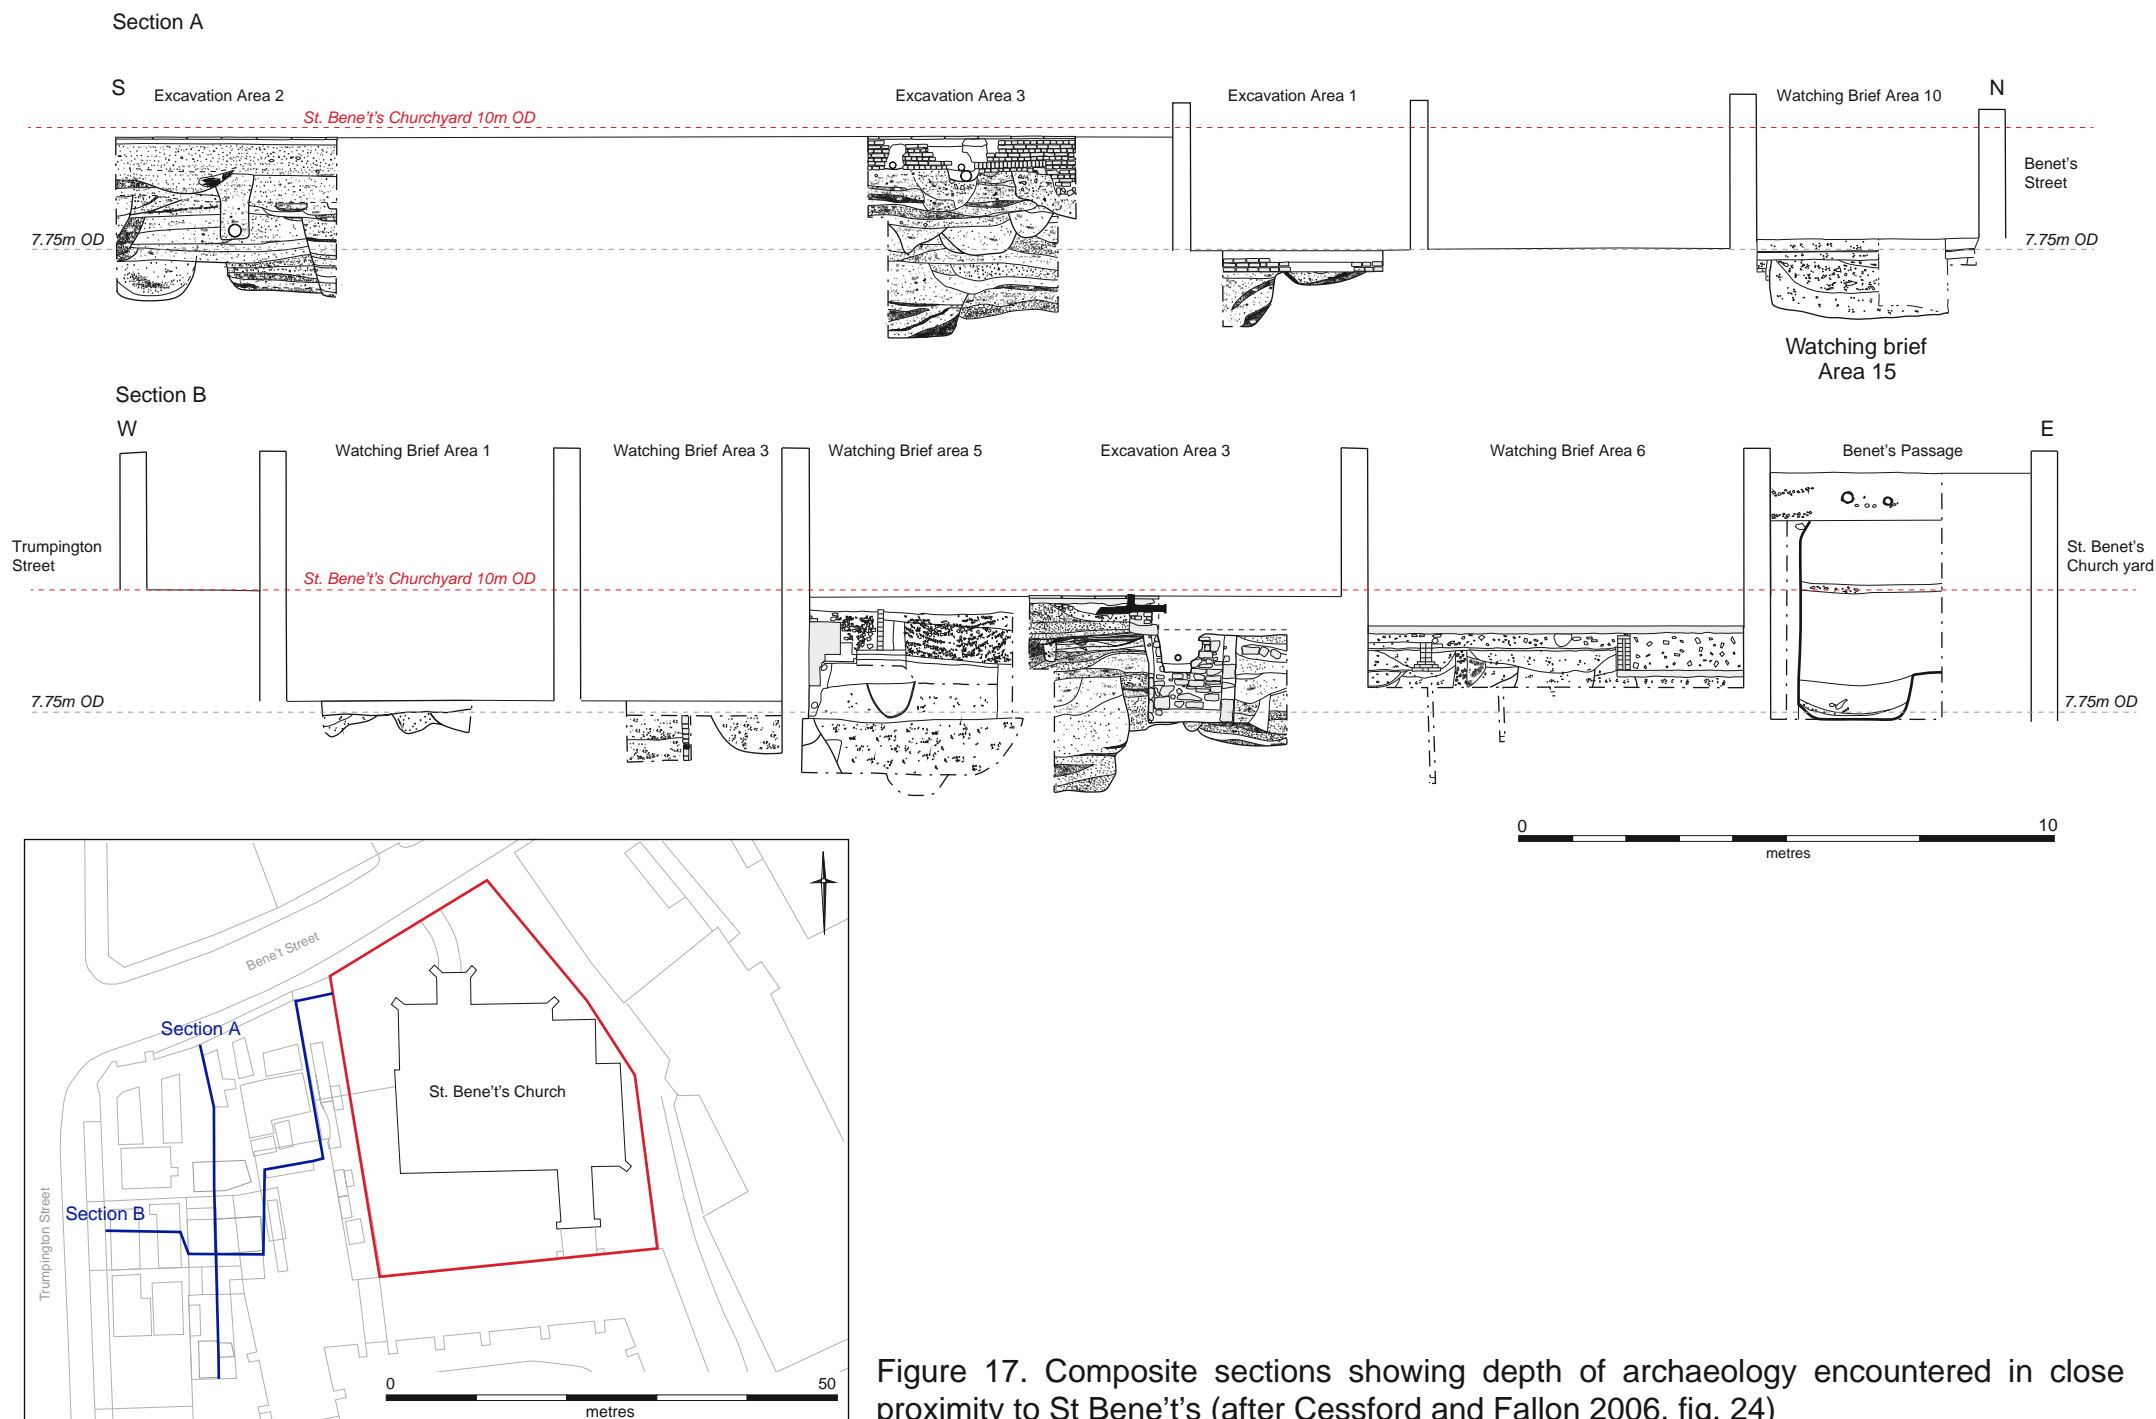 Section A
S
Excavation Area 2
Excavation Area 3
Excavation Area 1
Watching Brief Area 10
N
St. Bene't's Churchyard 10m OD
Benet's
Street
7.75m OD
7.75m OD
Watching brief
Area 15
Section B
W
E
Watching Brief Area 1
Watching Brief Area 3
Watching Brief area 5
Excavation Area 3
Watching Brief Area 6
Benet's Passage
Trumpington
Street
St. Benet's
Church yard
St. Bene't's Churchyard 10m OD
7.75m OD
7.75m OD
0
10
metres
Bene't Street
Section A
St. Bene't's Church
Section B
Trumpington Street
0
50
metres
Figure 17. Composite sections showing depth of archaeology encountered in close
proximity to St Bene't's (after Cessford and Fallon 2006, fig. 24)